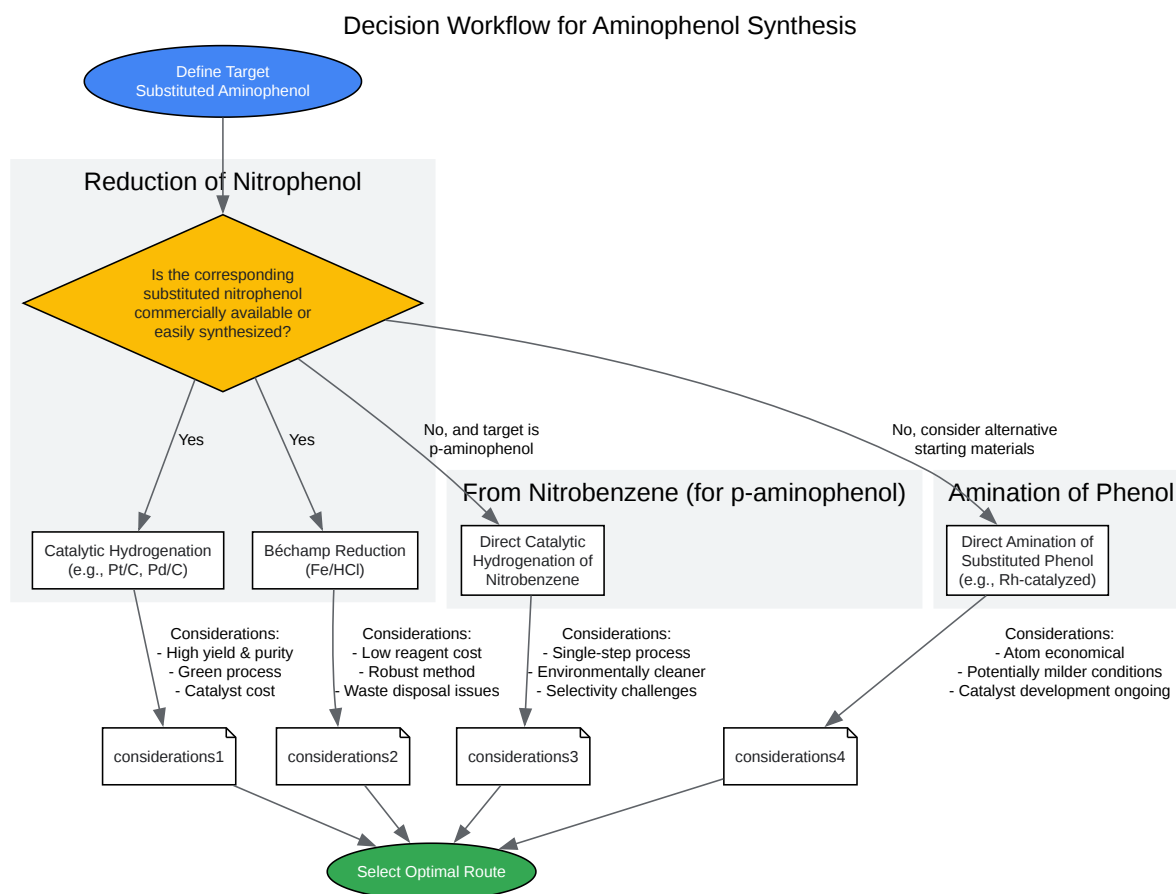 Decision Workflow for Aminophenol Synthesis
Define Target
Substituted Aminophenol
Reduction of Nitrophenol
Is the corresponding
substituted nitrophenol
commercially available or
easily synthesized?
Yes
Yes
No, and target is
p-aminophenol
No, consider alternative
starting materials
From Nitrobenzene (for p-aminophenol)
Amination of Phenol
Catalytic Hydrogenation
(e.g., Pt/C, Pd/C)
Béchamp Reduction
(Fe/HCl)
Direct Catalytic
Hydrogenation of
Nitrobenzene
Direct Amination of
Substituted Phenol
(e.g., Rh-catalyzed)
Considerations:
- High yield & purity
- Green process
- Catalyst cost
Considerations:
- Low reagent cost
- Robust method
- Waste disposal issues
Considerations:
- Single-step process
- Environmentally cleaner
- Selectivity challenges
Considerations:
- Atom economical
- Potentially milder conditions
- Catalyst development ongoing
considerations1
considerations2
considerations3
considerations4
Select Optimal Route